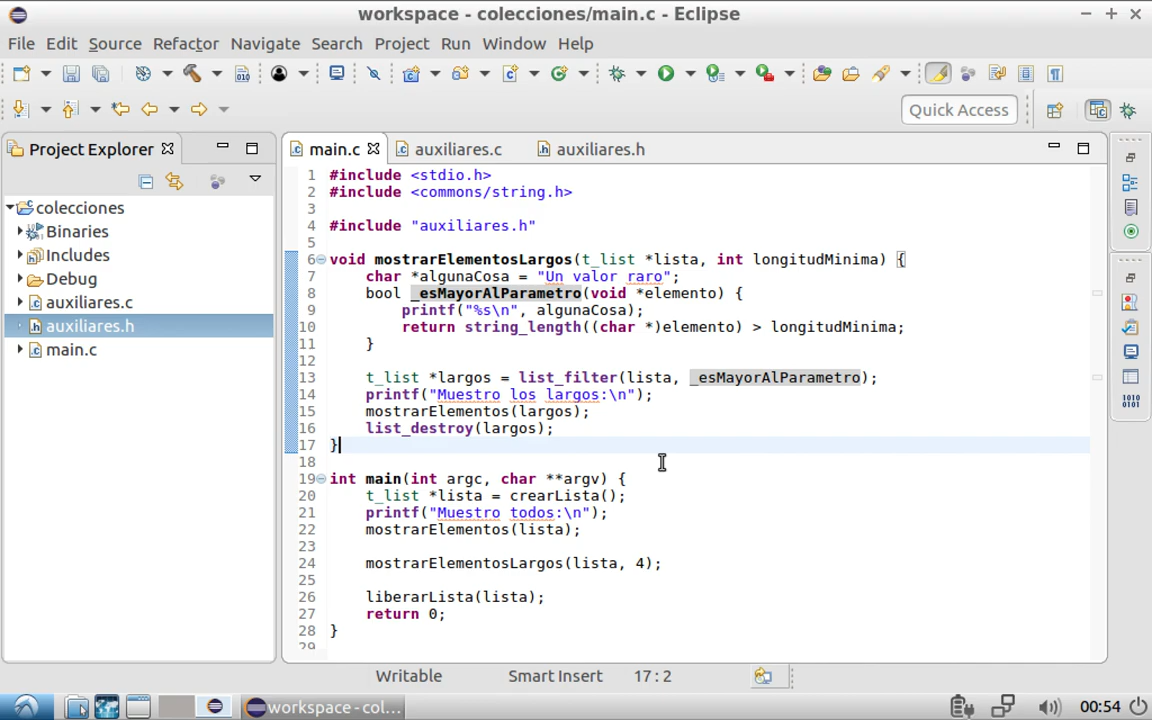 workspace - colecciones/main.c - Eclipse
File Edit Source Refactor Navigate Search Project Run Window Help
Quick Access
Project Explorer
main.c auxiliares.c auxiliares.h
colecciones
Binaries
Includes
Debug
auxiliares.c
auxiliares.h
main.c
1 #include <stdio.h>
2 #include <commons/string.h>
3
4 #include "auxiliares.h"
5
6 void mostrarElementosLargos(t_list *lista, int longitudMinima) {
7 char *algunaCosa = "Un valor raro";
8 bool _esMayorAlParametro(void *elemento) {
9 printf("%s\n", algunaCosa);
10 return string_length((char *)elemento) > longitudMinima;
11 }
12
13 t_list *largos = list_filter(lista, _esMayorAlParametro);
14 printf("Muestro los largos:\n");
15 mostrarElementos(largos);
16 list_destroy(largos);
17 }
18
19 int main(int argc, char **argv) {
20 t_list *lista = crearLista();
21 printf("Muestro todos:\n");
22 mostrarElementos(lista);
23
24 mostrarElementosLargos(lista, 4);
25
26 liberarLista(lista);
27 return 0;
28 }
29
Writable Smart Insert 17 : 2
workspace - col...
00:54